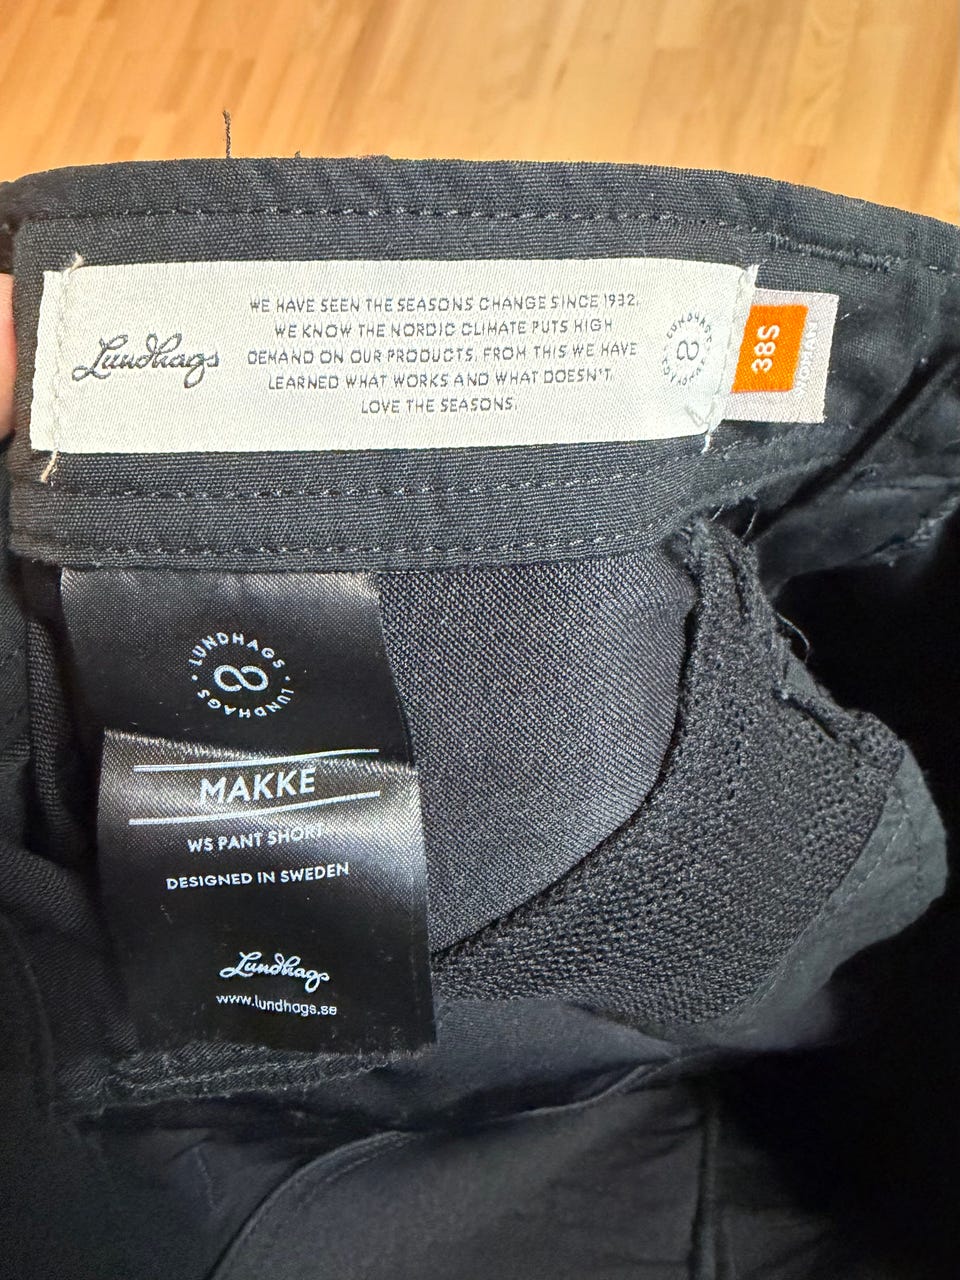 Lundhags
WE HAVE SEEN THE SEASONS CHANGE SINCE 1932.
WE KNOW THE NORDIC CLIMATE PUTS HIGH
DEMAND ON OUR PRODUCTS. FROM THIS WE HAVE
LEARNED WHAT WORKS AND WHAT DOESN'T.
LOVE THE SEASONS.
LUNDHAGS · LUNDHAGS ·
38S
WOMAN
LUNDHAGS · LUNDHAGS ·
MAKKE
WS PANT SHORT
DESIGNED IN SWEDEN
Lundhags
www.lundhags.se